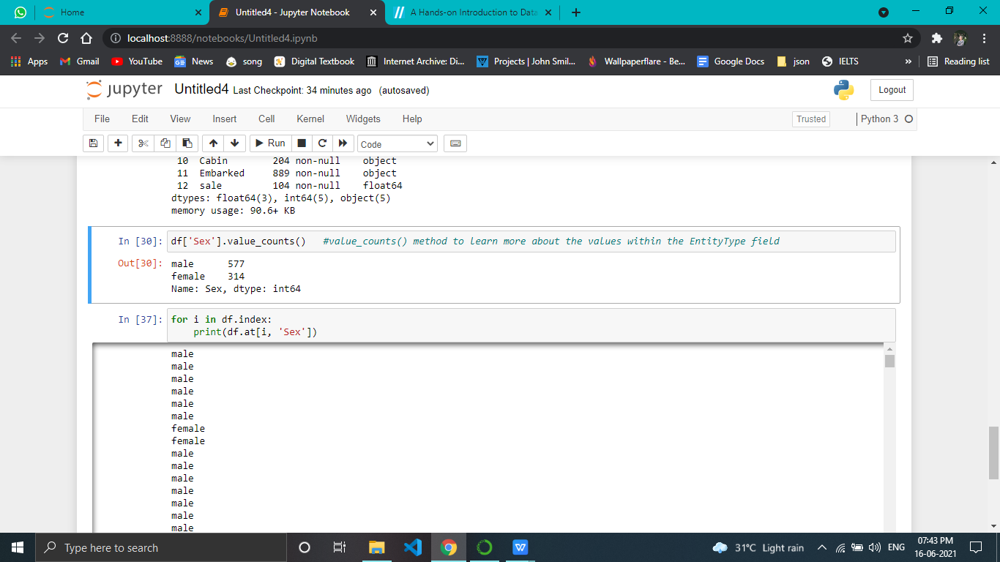 Home
Untitled4 - Jupyter Notebook
A Hands-on Introduction to Data
localhost:8888/notebooks/Untitled4.ipynb
Apps Gmail YouTube News song Digital Textbook Internet Archive: Di... Projects | John Smil... Wallpaperflare - Be... Google Docs json IELTS » Reading list
jupyter Untitled4 Last Checkpoint: 34 minutes ago (autosaved) Logout
File Edit View Insert Cell Kernel Widgets Help Trusted Python 3
Run Code
10 Cabin 204 non-null object
11 Embarked 889 non-null object
12 sale 104 non-null float64
dtypes: float64(3), int64(5), object(5)
memory usage: 90.6+ KB
In [30]: df['Sex'].value_counts() #value_counts() method to learn more about the values within the EntityType field
Out[30]: male 577
female 314
Name: Sex, dtype: int64
In [37]: for i in df.index:
print(df.at[i, 'Sex'])
male
male
male
male
male
male
female
female
male
male
male
male
male
male
male
Type here to search
31°C Light rain ENG 07:43 PM
16-06-2021